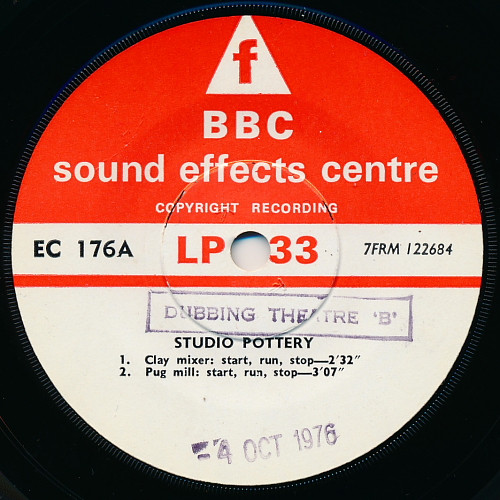 f
BBC
sound effects centre
COPYRIGHT RECORDING
EC 176A LP 33 7FRM 122684
DUBBING THEATRE 'B'
STUDIO POTTERY
1. Clay mixer: start, run, stop—2'32"
2. Pug mill: start, run, stop—3'07"
-4 OCT 1976